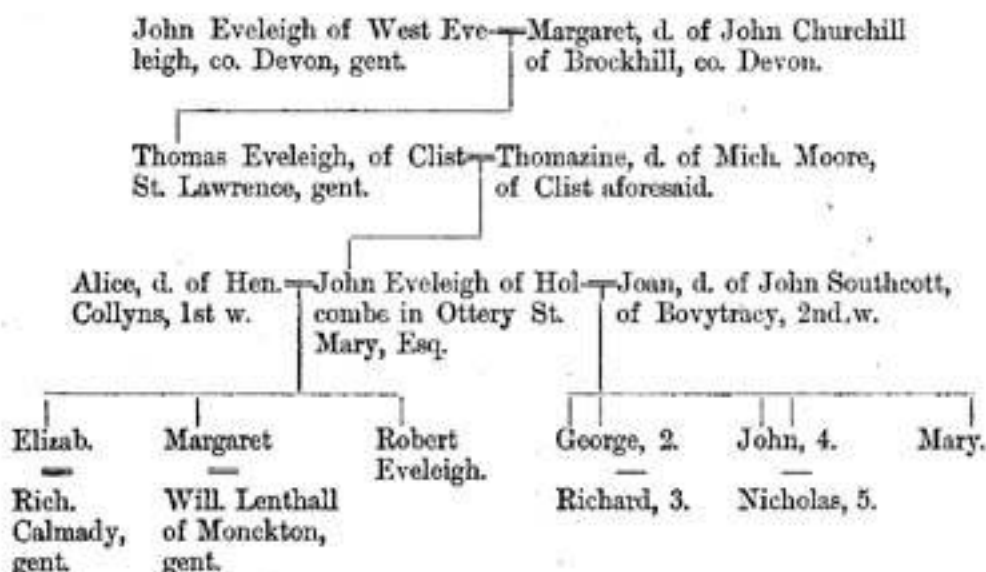 John Eveleigh of West Eve-
leigh, co. Devon, gent.
Margaret, d. of John Churchill
of Brockhill, co. Devon.
Thomas Eveleigh, of Clist
St. Lawrence, gent.
Thomazine, d. of Mich. Moore,
of Clist aforesaid.
Alice, d. of Hen.
Collyns, 1st w.
John Eveleigh of Hol-
combe in Ottery St.
Mary, Esq.
Joan, d. of John Southcott,
of Bovytracy, 2nd.w.
Elizab.
Rich.
Calmady,
gent.
Margaret
Will. Lenthall
of Monckton,
gent.
Robert
Eveleigh.
George, 2.
Richard, 3.
John, 4.
Nicholas, 5.
Mary.